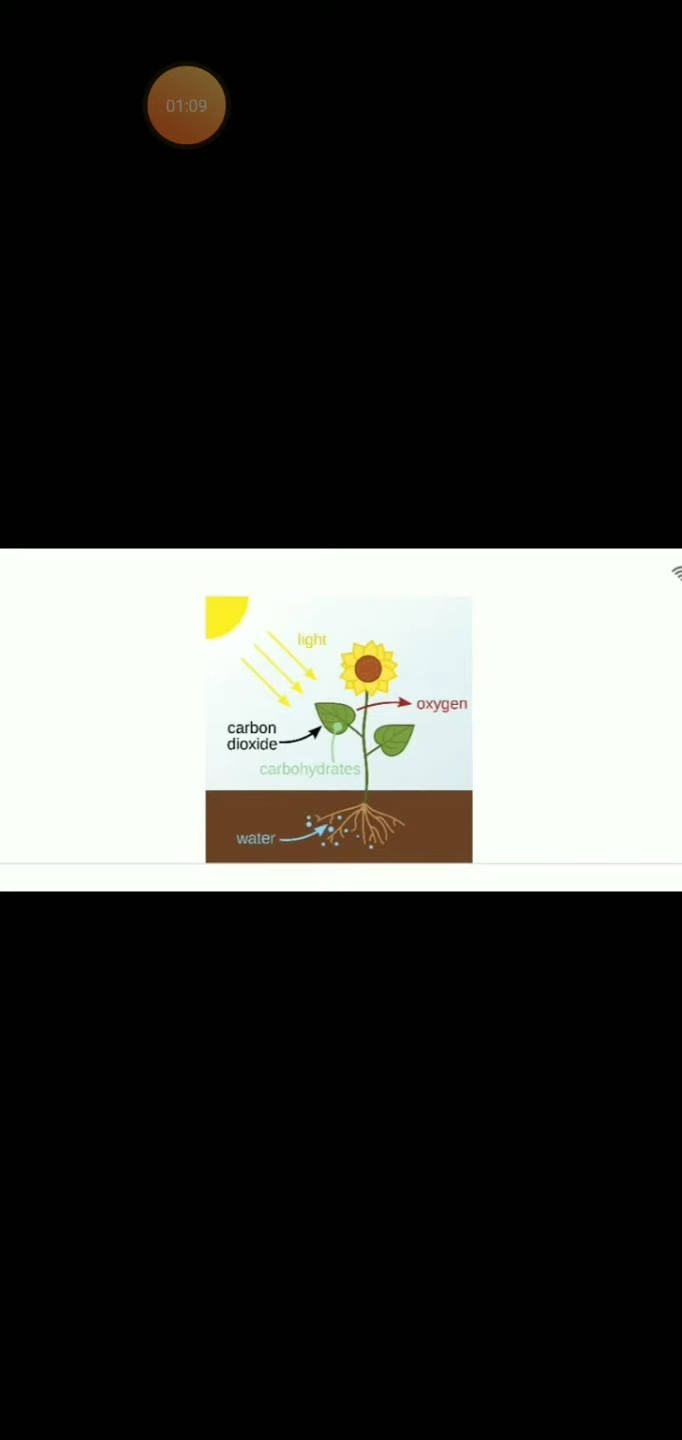 01:09
light
oxygen
carbon
dioxide
carbohydrates
water